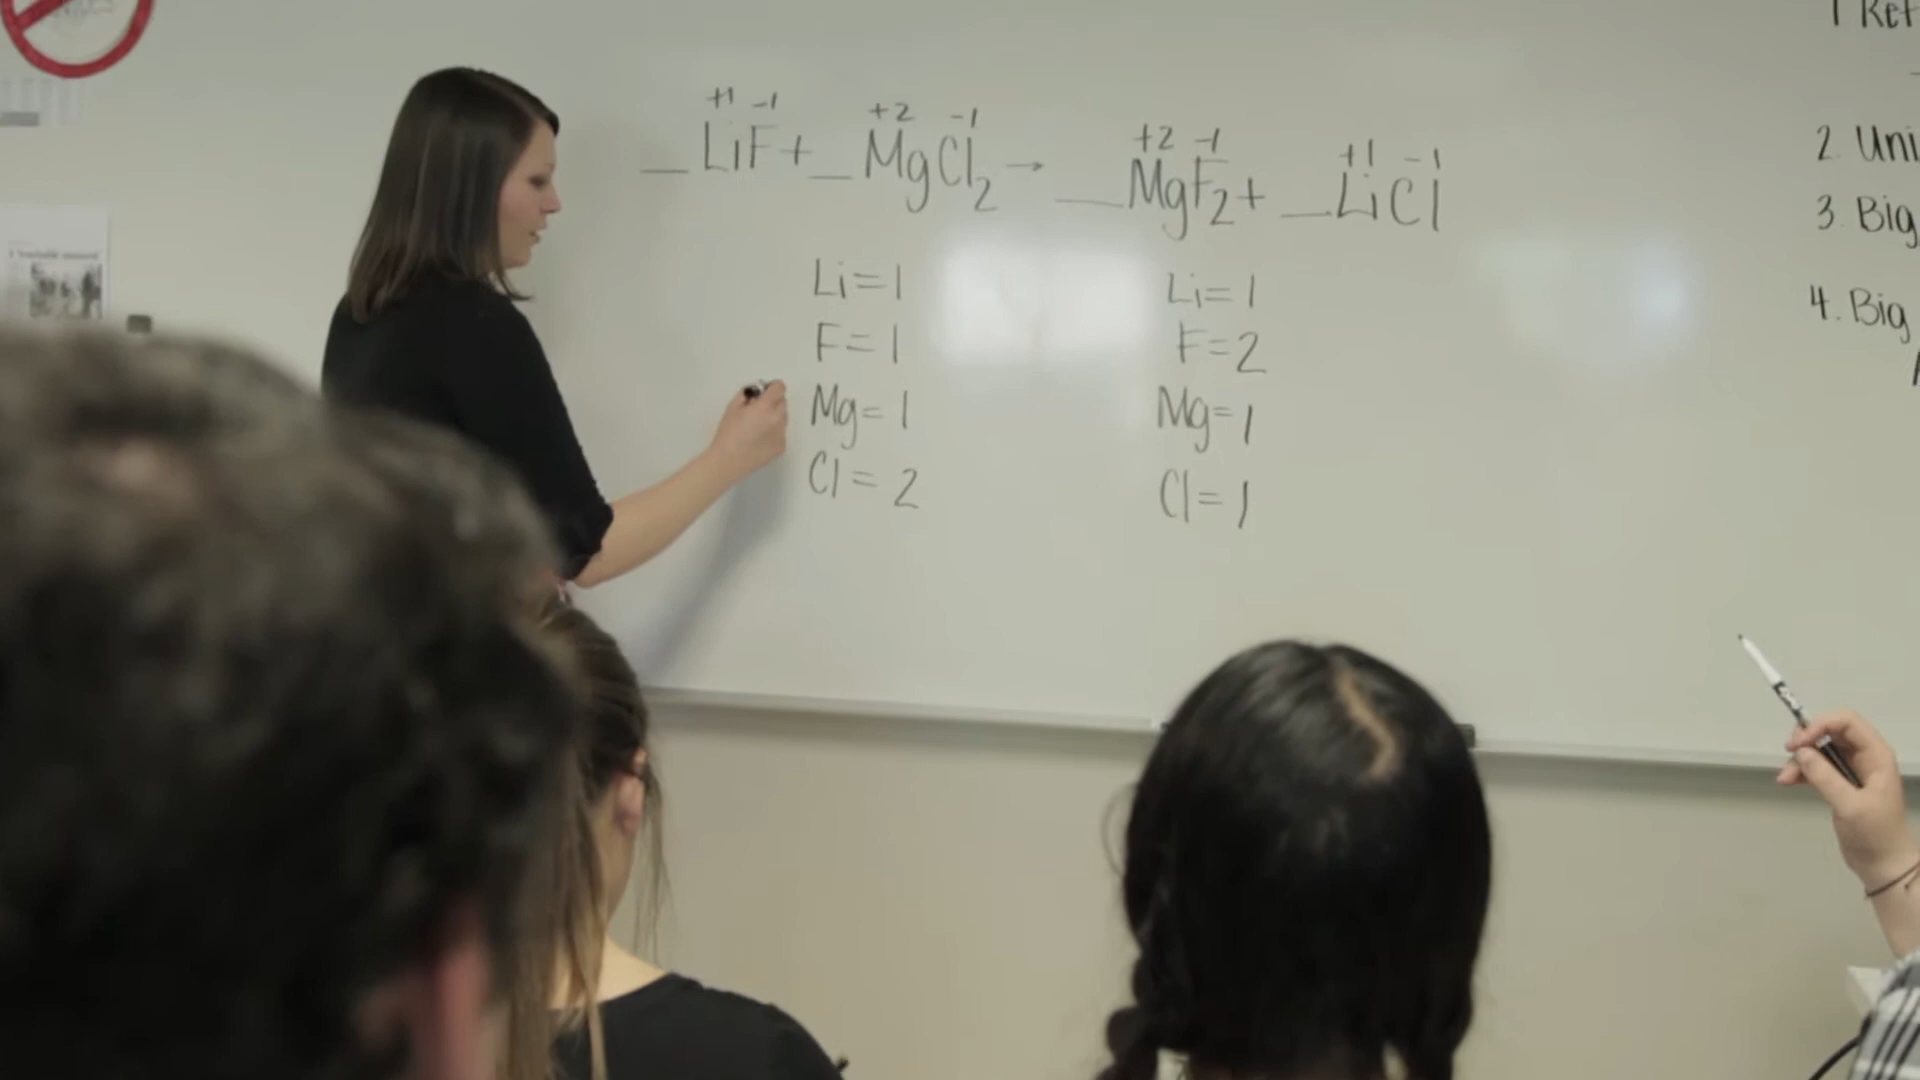 +1 -1 +2 -1 +2 -1 +1 -1
__LiF + __MgCl2 → __MgF2 + __LiCl
Li=1
F=1
Mg=1
Cl=2
Li=1
F=2
Mg=1
Cl=1
2. Uni
3. Big
4. Big